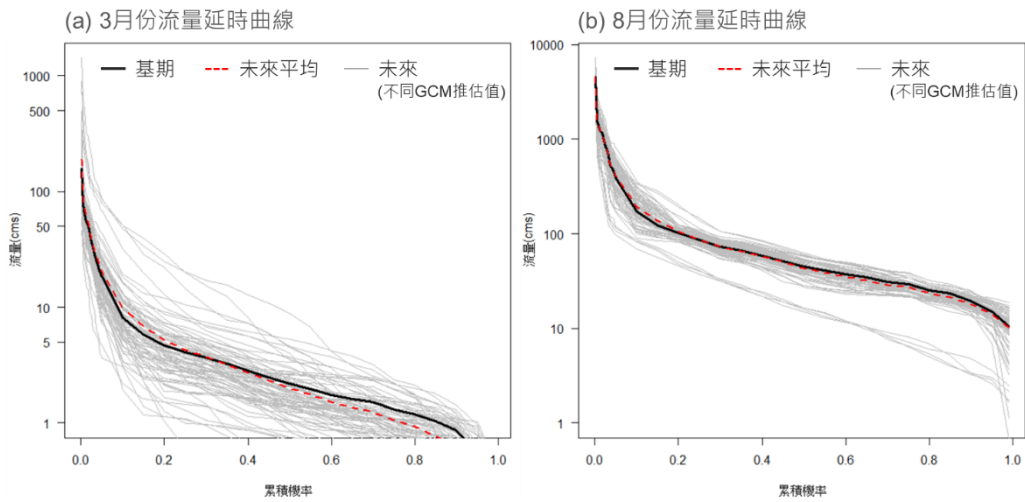 (a) 3月份流量延時曲線
基期
未來平均
未來
(不同GCM推估值)
1000
500
100
50
10
5
1
流量(cms)
0.0
0.2
0.4
0.6
0.8
1.0
累積機率
(b) 8月份流量延時曲線
基期
未來平均
未來
(不同GCM推估值)
10000
1000
100
10
1
流量(cms)
0.0
0.2
0.4
0.6
0.8
1.0
累積機率